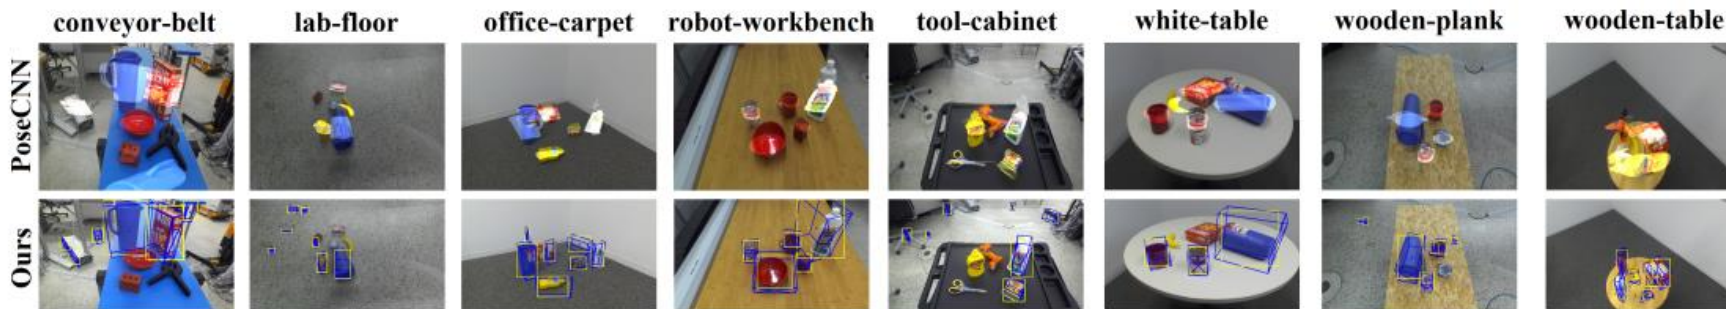 conveyor-belt lab-floor office-carpet robot-workbench tool-cabinet white-table wooden-plank wooden-table
PoseCNN
Ours